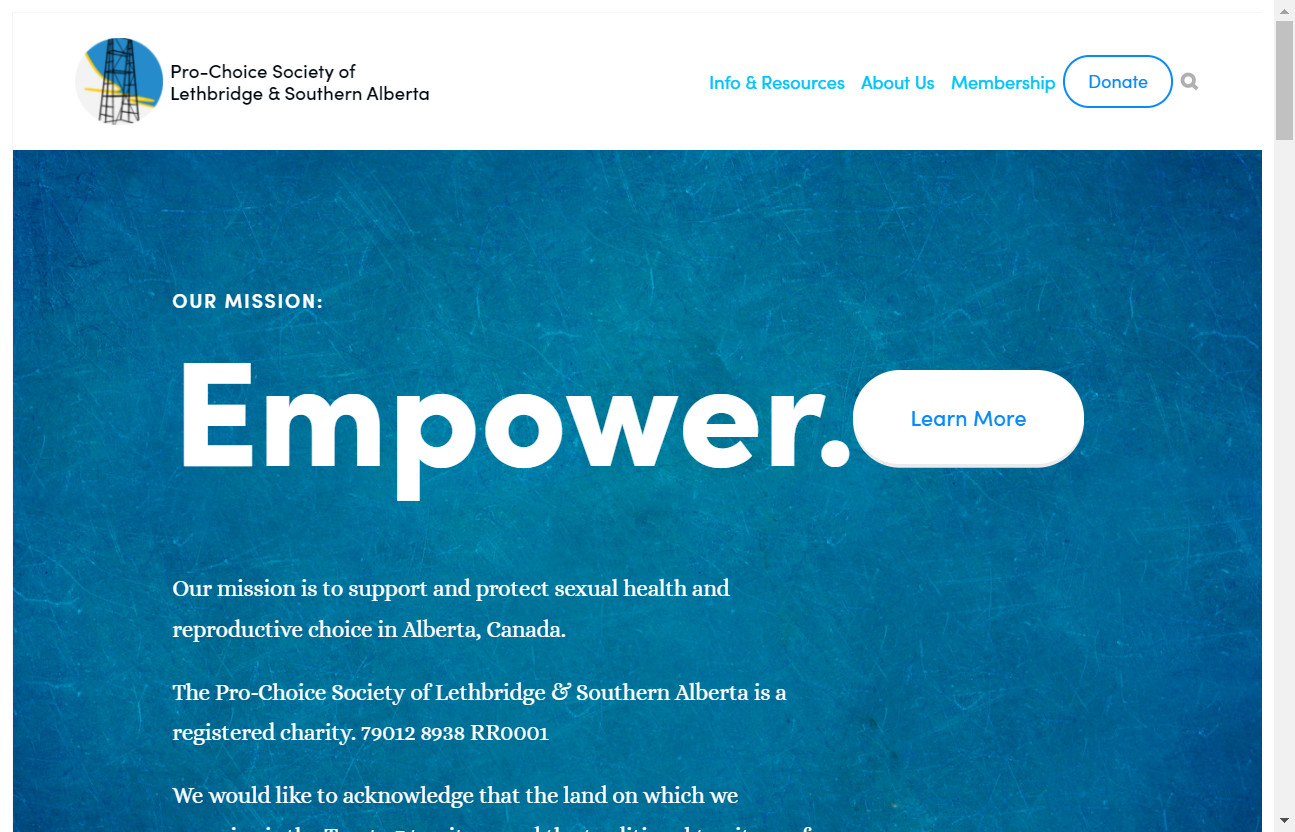 Pro-Choice Society of
Lethbridge & Southern Alberta
Info & Resources About Us Membership Donate
OUR MISSION:
Empower.
Learn More
Our mission is to support and protect sexual health and
reproductive choice in Alberta, Canada.
The Pro-Choice Society of Lethbridge & Southern Alberta is a
registered charity. 79012 8938 RR0001
We would like to acknowledge that the land on which we